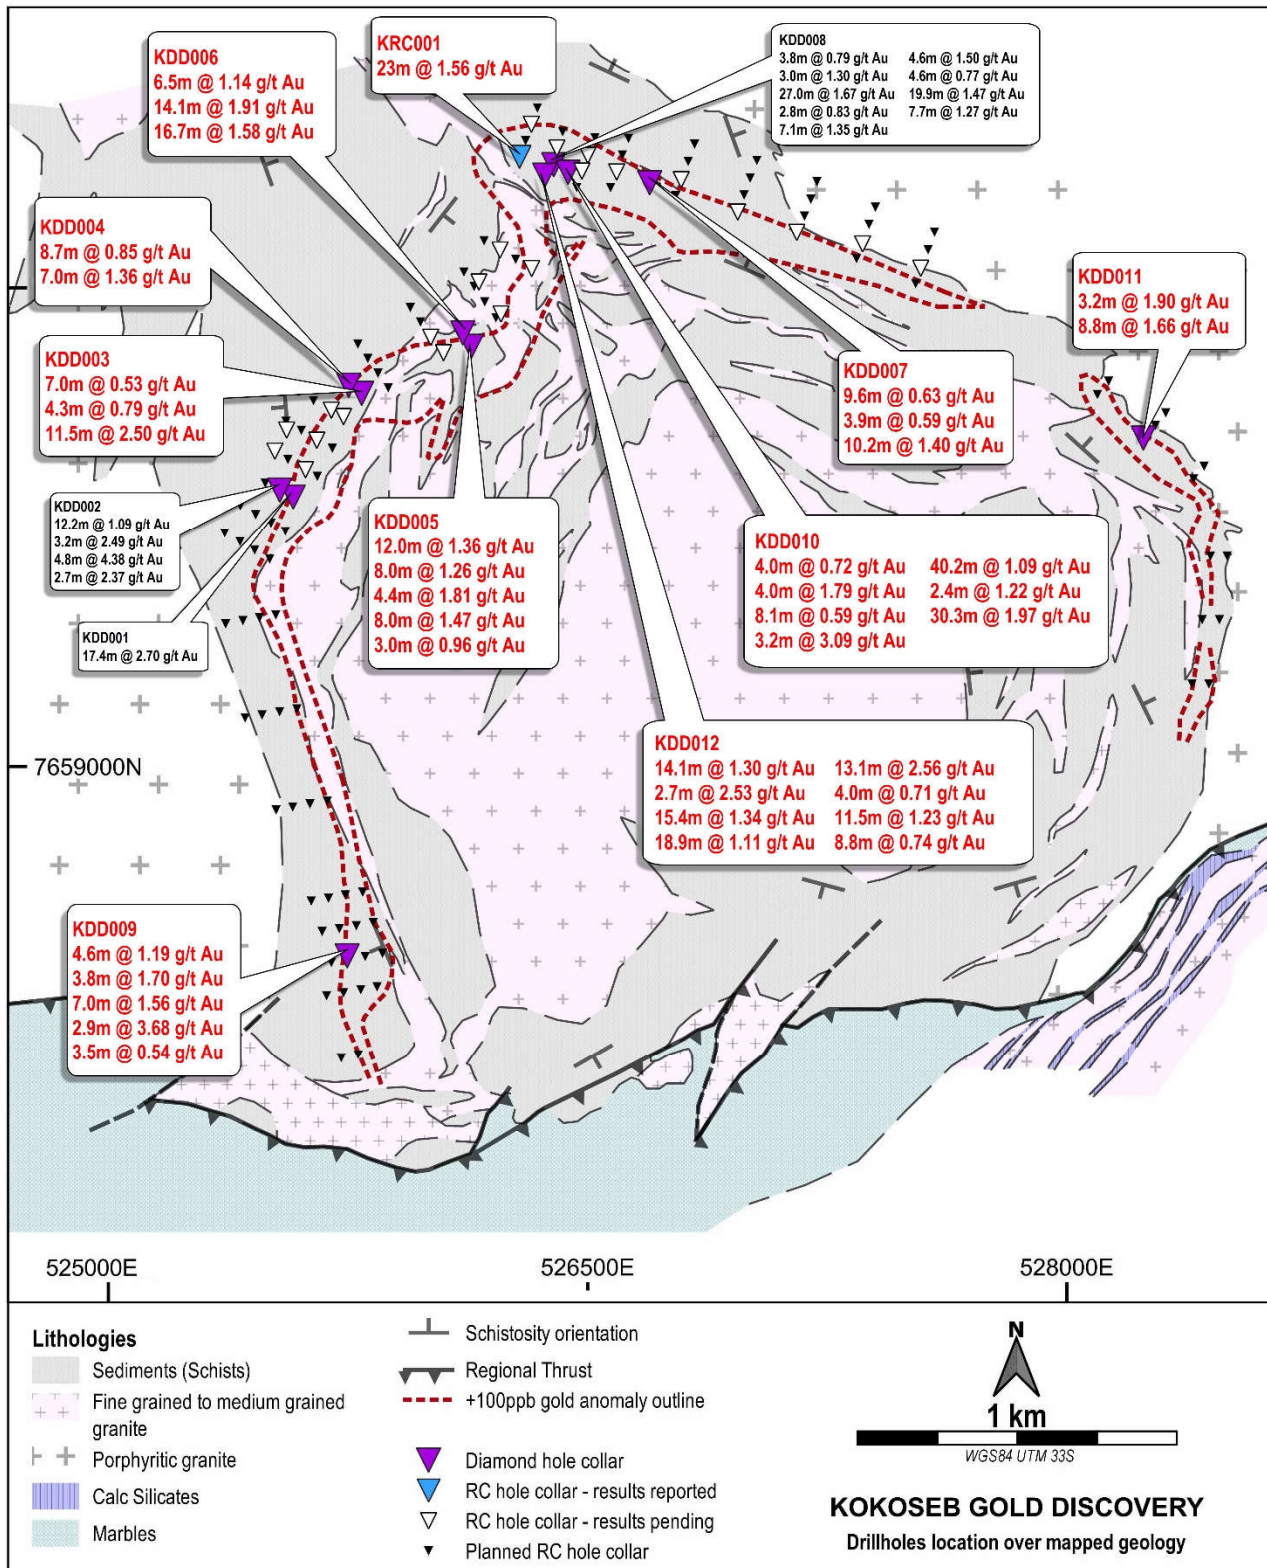 KDD006
6.5m @ 1.14 g/t Au
14.1m @ 1.91 g/t Au
16.7m @ 1.58 g/t Au
KRC001
23m @ 1.56 g/t Au
KDD008
3.8m @ 0.79 g/t Au 4.6m @ 1.50 g/t Au
3.0m @ 1.30 g/t Au 4.6m @ 0.77 g/t Au
27.0m @ 1.67 g/t Au 19.9m @ 1.47 g/t Au
2.8m @ 0.83 g/t Au 7.7m @ 1.27 g/t Au
7.1m @ 1.35 g/t Au
KDD004
8.7m @ 0.85 g/t Au
7.0m @ 1.36 g/t Au
KDD011
3.2m @ 1.90 g/t Au
8.8m @ 1.66 g/t Au
KDD003
7.0m @ 0.53 g/t Au
4.3m @ 0.79 g/t Au
11.5m @ 2.50 g/t Au
KDD007
9.6m @ 0.63 g/t Au
3.9m @ 0.59 g/t Au
10.2m @ 1.40 g/t Au
KDD002
12.2m @ 1.09 g/t Au
3.2m @ 2.49 g/t Au
4.8m @ 4.38 g/t Au
2.7m @ 2.37 g/t Au
KDD005
12.0m @ 1.36 g/t Au
8.0m @ 1.26 g/t Au
4.4m @ 1.81 g/t Au
8.0m @ 1.47 g/t Au
3.0m @ 0.96 g/t Au
KDD010
4.0m @ 0.72 g/t Au 40.2m @ 1.09 g/t Au
4.0m @ 1.79 g/t Au 2.4m @ 1.22 g/t Au
8.1m @ 0.59 g/t Au 30.3m @ 1.97 g/t Au
3.2m @ 3.09 g/t Au
KDD001
17.4m @ 2.70 g/t Au
KDD012
14.1m @ 1.30 g/t Au 13.1m @ 2.56 g/t Au
2.7m @ 2.53 g/t Au 4.0m @ 0.71 g/t Au
15.4m @ 1.34 g/t Au 11.5m @ 1.23 g/t Au
18.9m @ 1.11 g/t Au 8.8m @ 0.74 g/t Au
7659000N
KDD009
4.6m @ 1.19 g/t Au
3.8m @ 1.70 g/t Au
7.0m @ 1.56 g/t Au
2.9m @ 3.68 g/t Au
3.5m @ 0.54 g/t Au
525000E 526500E 528000E
Lithologies
Sediments (Schists)
Fine grained to medium grained
granite
Porphyritic granite
Calc Silicates
Marbles
Schistosity orientation
Regional Thrust
+100ppb gold anomaly outline
Diamond hole collar
RC hole collar - results reported
RC hole collar - results pending
Planned RC hole collar
N
1 km
WGS84 UTM 33S
KOKOSEB GOLD DISCOVERY
Drillholes location over mapped geology